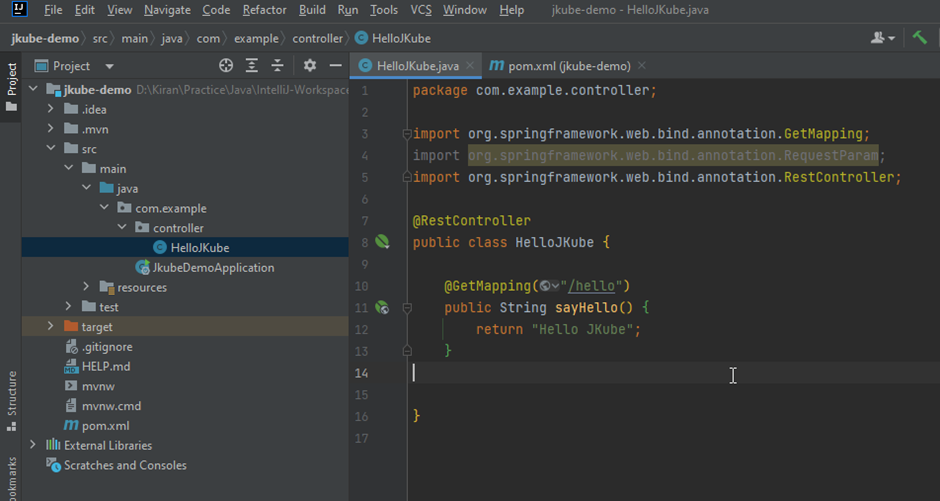 IJ File Edit View Navigate Code Refactor Build Run Tools VCS Window Help jkube-demo - HelloJKube.java
jkube-demo src main java com example controller HelloJKube
Project
Project
HelloJKube.java pom.xml (jkube-demo)
jkube-demo D:\Kiran\Practice\Java\IntelliJ-Workspace
.idea
.mvn
src
main
java
com.example
controller
HelloJKube
JkubeDemoApplication
resources
test
target
.gitignore
HELP.md
mvnw
mvnw.cmd
pom.xml
External Libraries
Scratches and Consoles
Structure
1 package com.example.controller;
2
3 import org.springframework.web.bind.annotation.GetMapping;
4 import org.springframework.web.bind.annotation.RequestParam;
5 import org.springframework.web.bind.annotation.RestController;
6
7 @RestController
8 public class HelloJKube {
9
10 @GetMapping("/hello")
11 public String sayHello() {
12 return "Hello JKube";
13 }
14
15
16 }
17